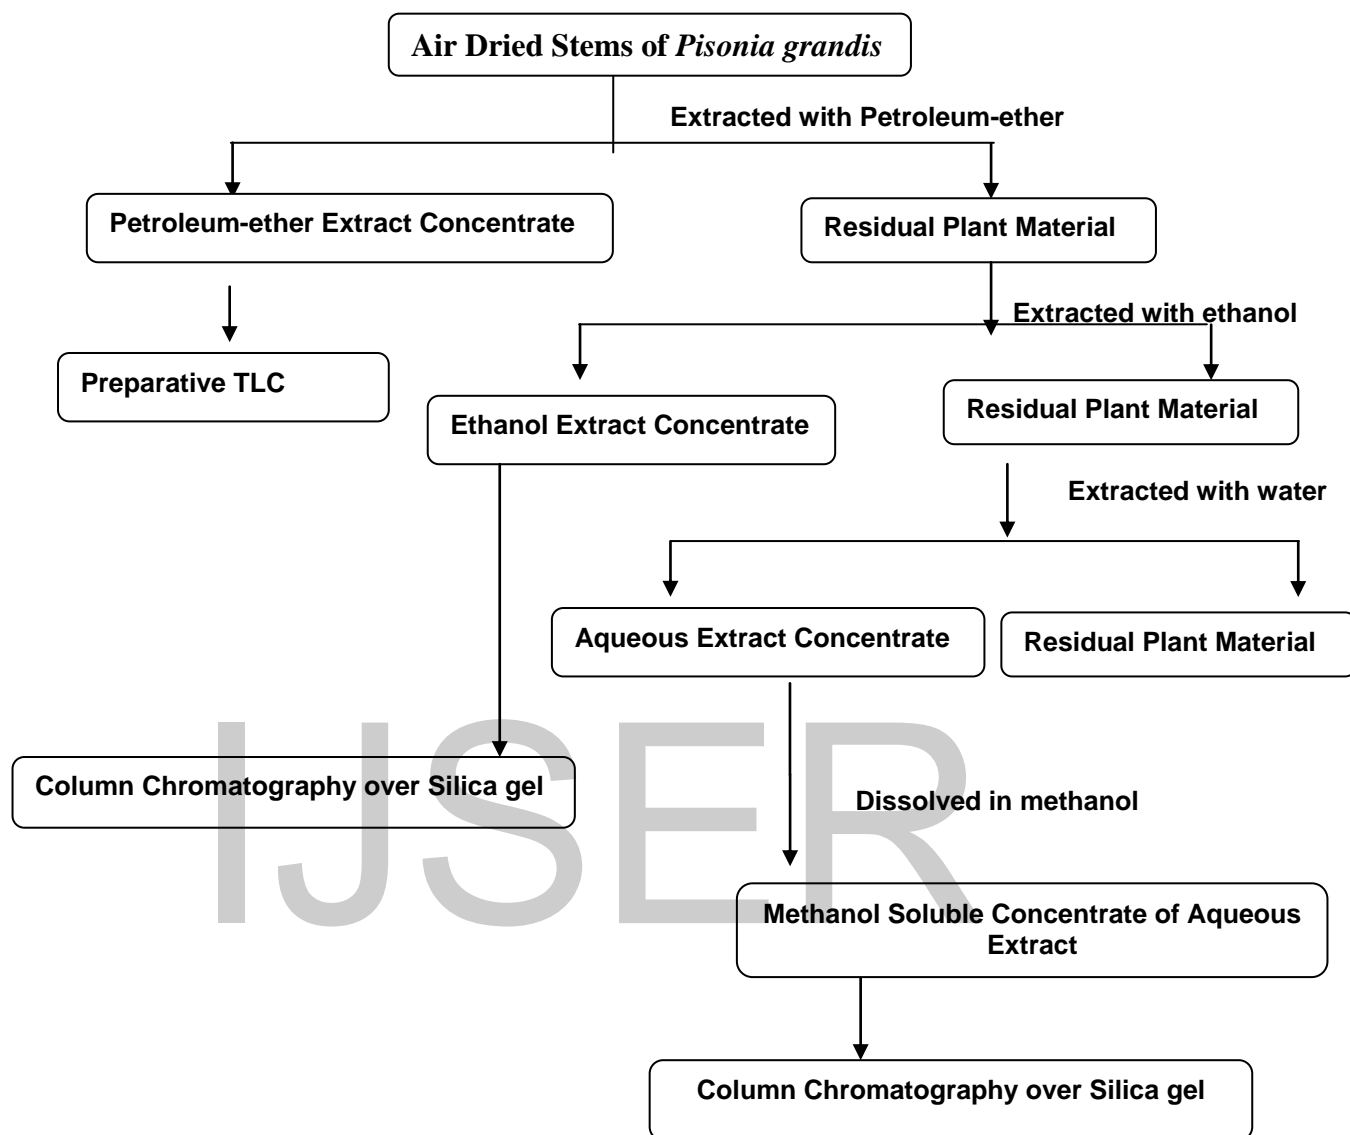 Air Dried Stems of Pisonia grandis
Extracted with Petroleum-ether
Petroleum-ether Extract Concentrate
Residual Plant Material
Extracted with ethanol
Preparative TLC
Ethanol Extract Concentrate
Residual Plant Material
Extracted with water
Aqueous Extract Concentrate
Residual Plant Material
IJSER
Column Chromatography over Silica gel
Dissolved in methanol
Methanol Soluble Concentrate of Aqueous
Extract
Column Chromatography over Silica gel